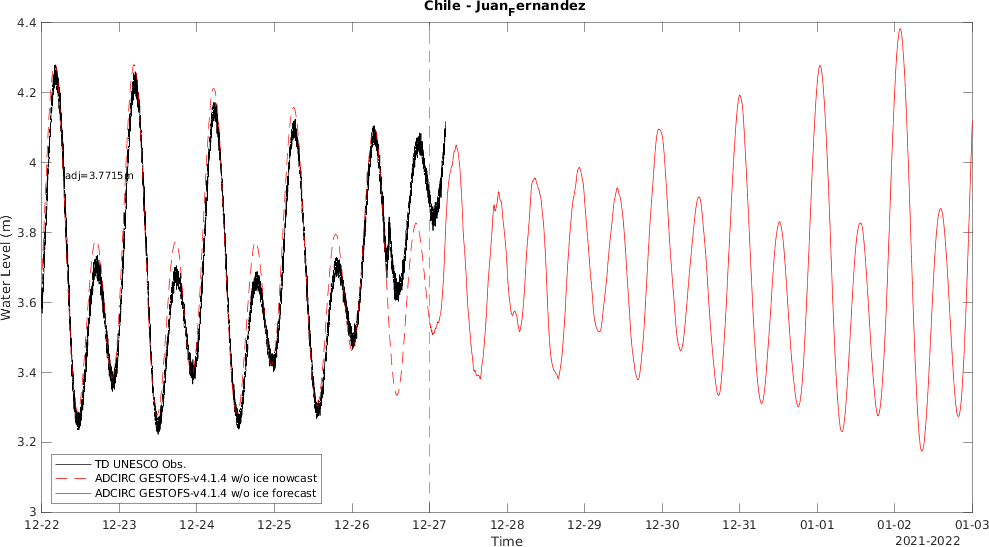 Chile - JuanFernandez
4.4
4.2
4
3.8
3.6
3.4
3.2
3
Water Level (m)
adj=3.7715m
TD UNESCO Obs.
ADCIRC GESTOFS-v4.1.4 w/o ice nowcast
ADCIRC GESTOFS-v4.1.4 w/o ice forecast
12-22 12-23 12-24 12-25 12-26 12-27 12-28 12-29 12-30 12-31 01-01 01-02 01-03
Time
2021-2022